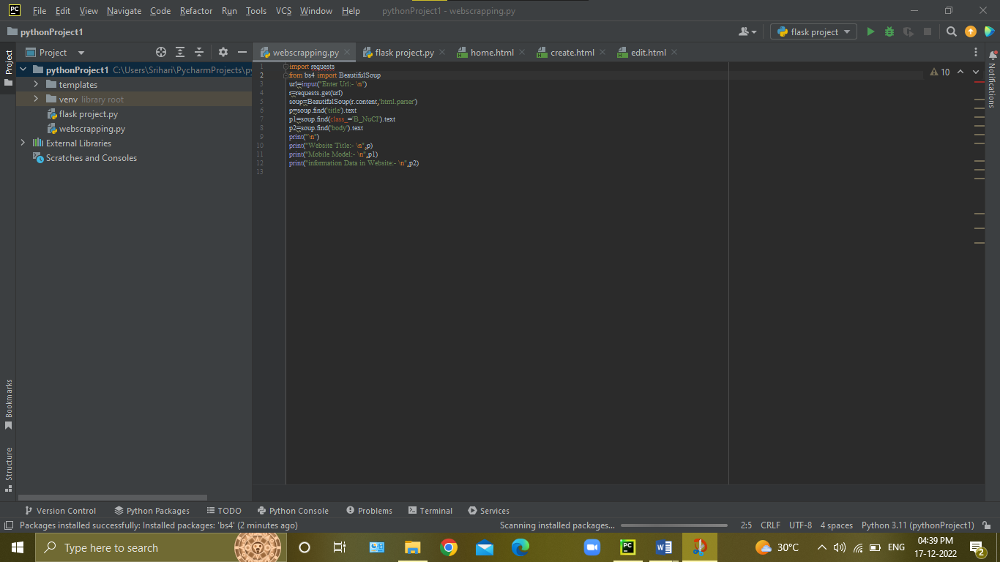 PC File Edit View Navigate Code Refactor Run Tools VCS Window Help pythonProject1 - webscrapping.py
pythonProject1 flask project
Project webscrapping.py flask project.py home.html create.html edit.html
Project
pythonProject1 C:\Users\Srihari\PycharmProjects\py
templates
venv library root
flask project.py
webscrapping.py
External Libraries
Scratches and Consoles
Bookmarks
Structure
1 import requests
2 from bs4 import BeautifulSoup
3 url=input("Enter Url:- \n")
4 r=requests.get(url)
5 soup=BeautifulSoup(r.content,'html.parser')
6 p=soup.find('title').text
7 p1=soup.find(class_='B_NuCI').text
8 p2=soup.find('body').text
9 print("\n")
10 print("Website Title:- \n",p)
11 print("Mobile Model:- \n",p1)
12 print("information Data in Website:- \n",p2)
13
10
Notifications
Version Control Python Packages TODO Python Console Problems Terminal Services
Packages installed successfully: Installed packages: 'bs4' (2 minutes ago) Scanning installed packages... 2:5 CRLF UTF-8 4 spaces Python 3.11 (pythonProject1)
Type here to search PC 30°C ENG 04:39 PM
17-12-2022 2